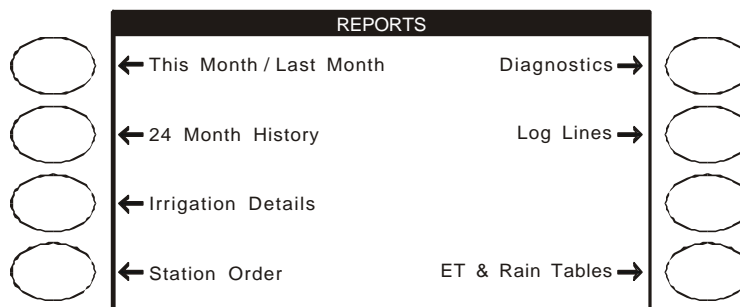 REPORTS
This Month / Last Month
Diagnostics
24 Month History
Log Lines
Irrigation Details
Station Order
ET & Rain Tables